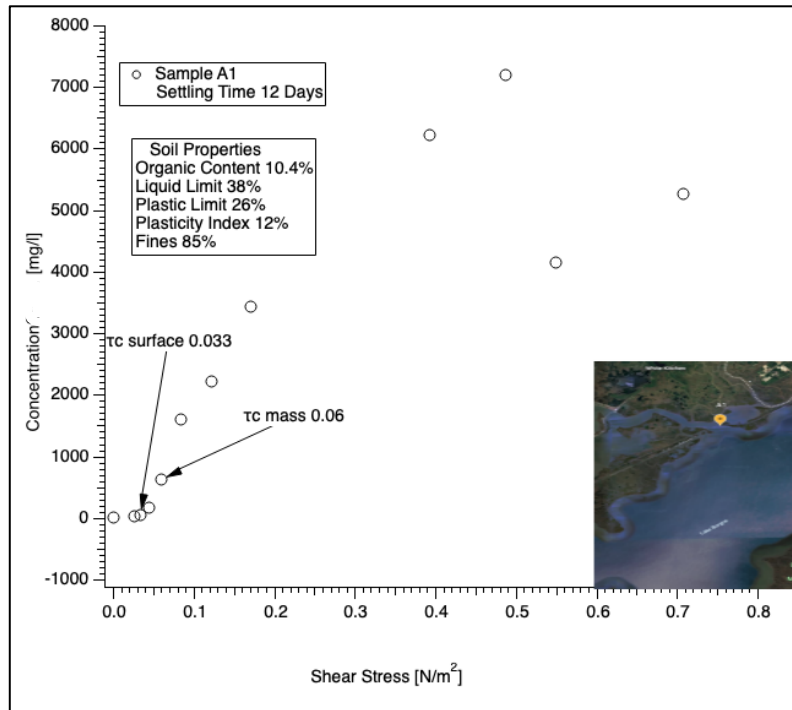 8000
7000
6000
5000
4000
3000
2000
1000
0
-1000
Concentration [mg/l]
Sample A1
Settling Time 12 Days
Soil Properties
Organic Content 10.4%
Liquid Limit 38%
Plastic Limit 26%
Plasticity Index 12%
Fines 85%
τc surface 0.033
τc mass 0.06
Lake Borgne
0.0 0.1 0.2 0.3 0.4 0.5 0.6 0.7 0.8
Shear Stress [N/m²]